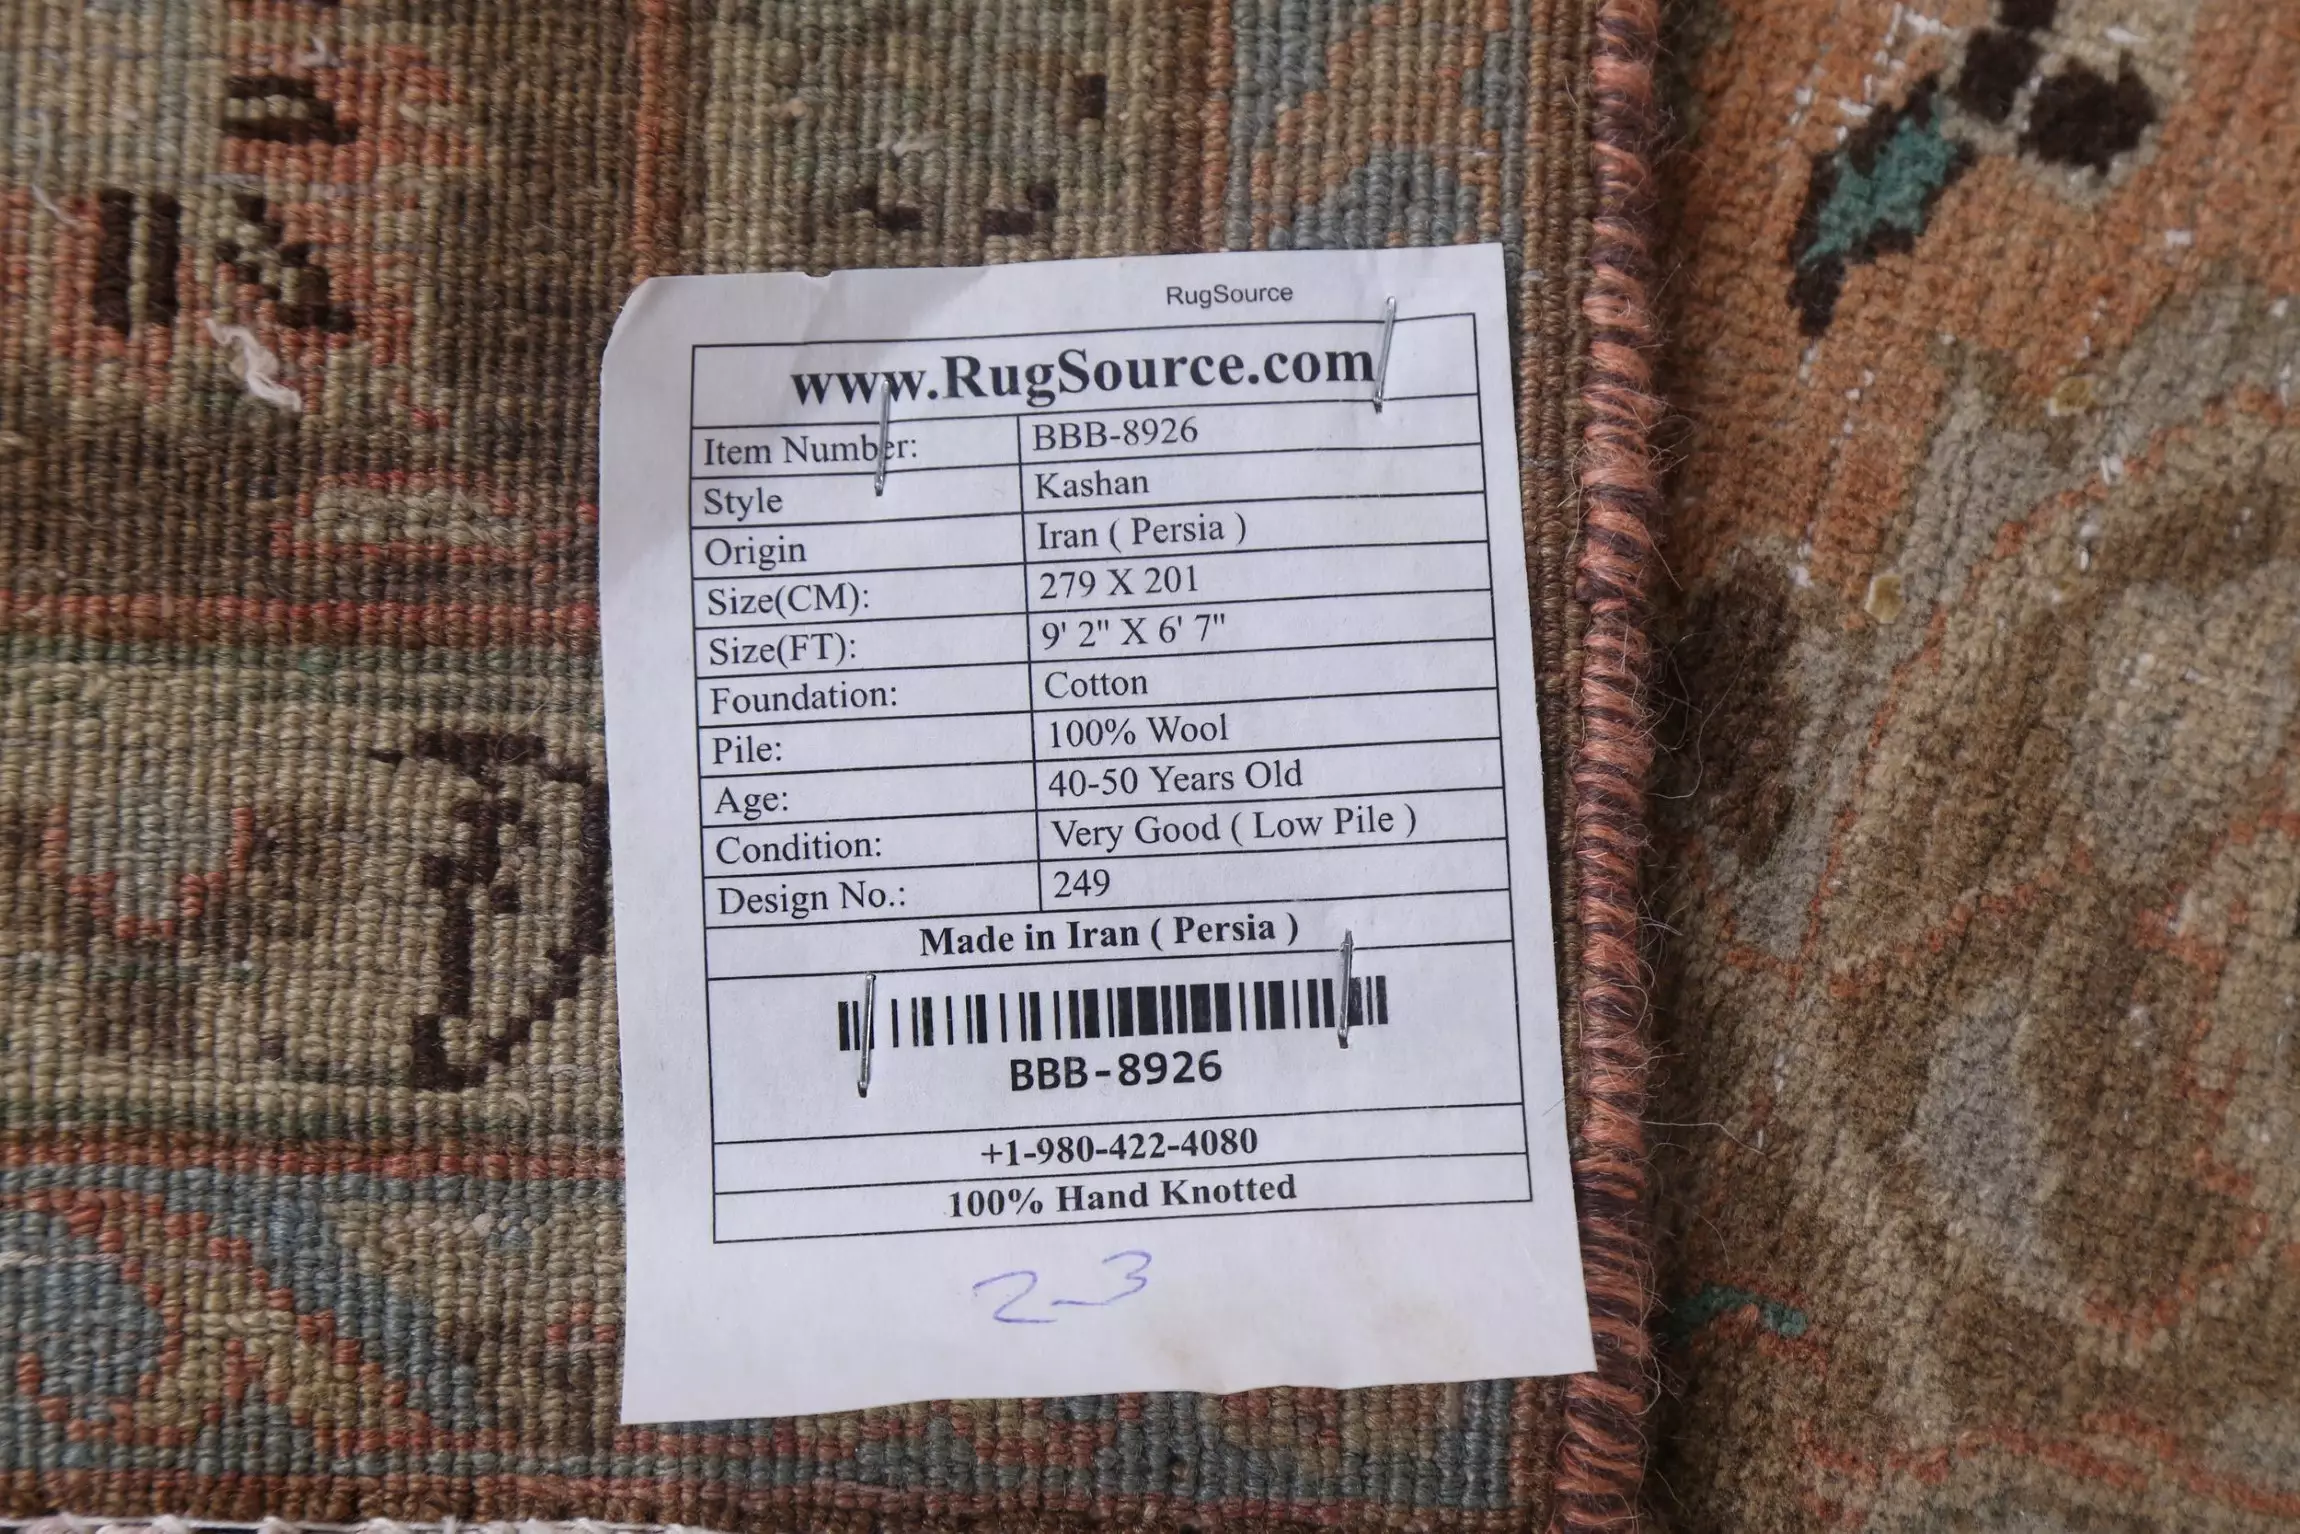 RugSource
www.RugSource.com
Item Number: BBB-8926
Style Kashan
Origin Iran ( Persia )
Size(CM): 279 X 201
Size(FT): 9' 2" X 6' 7"
Foundation: Cotton
Pile: 100% Wool
Age: 40-50 Years Old
Condition: Very Good ( Low Pile )
Design No.: 249
Made in Iran ( Persia )
BBB-8926
+1-980-422-4080
100% Hand Knotted
2-3